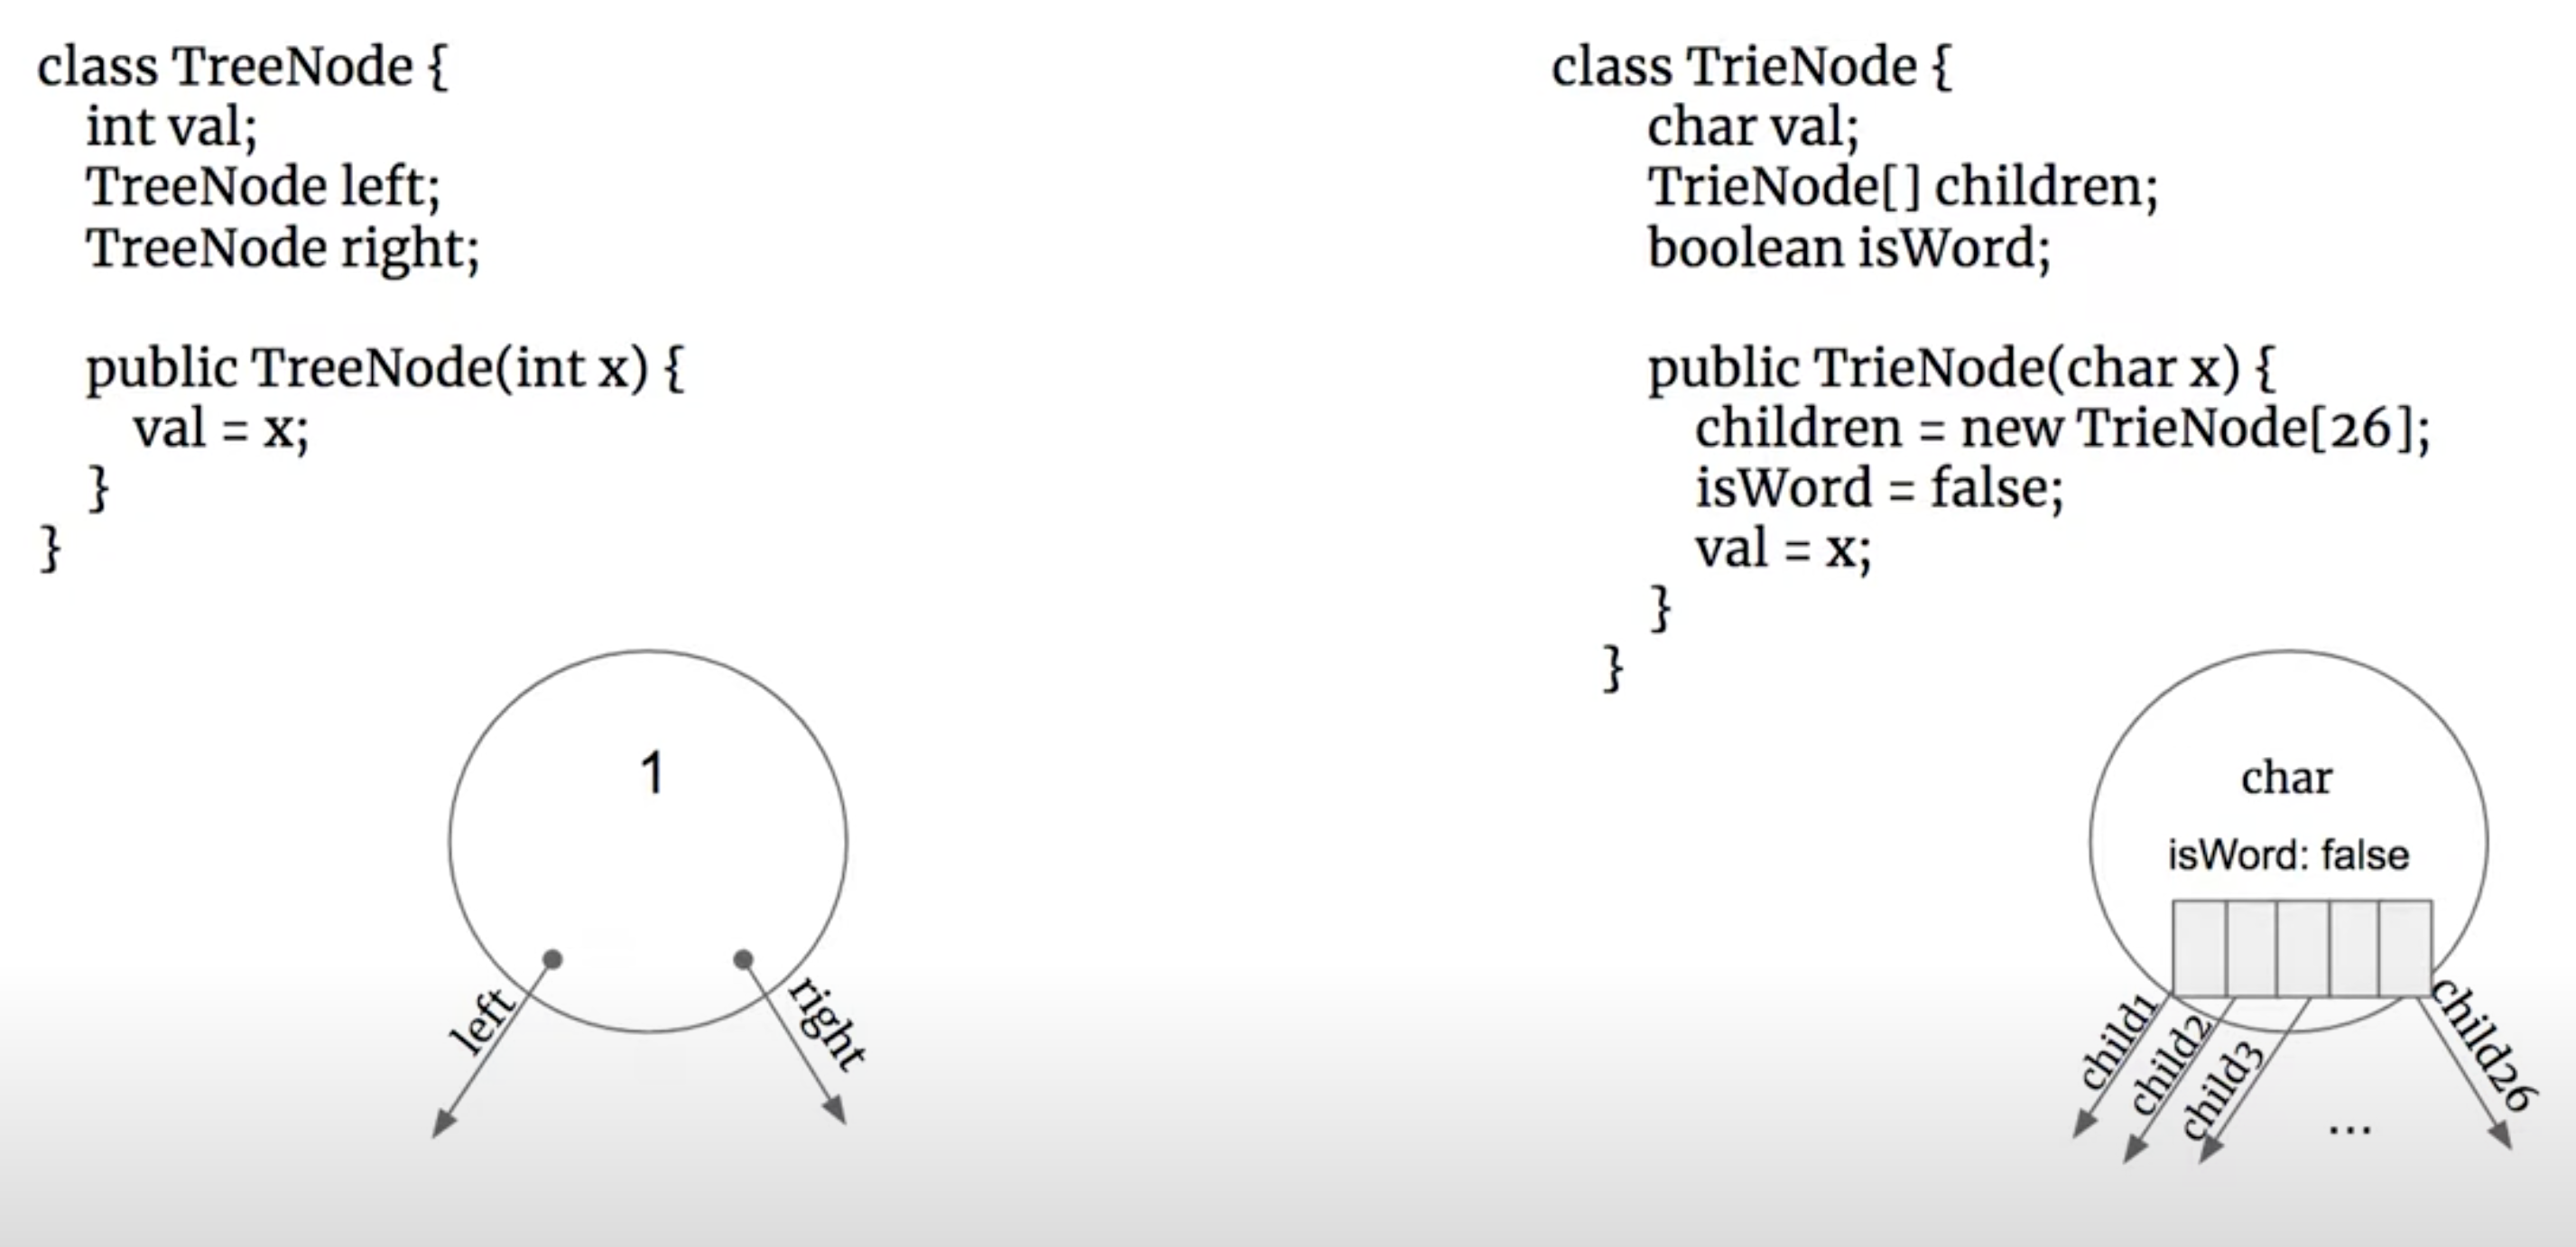 class TreeNode {
int val;
TreeNode left;
TreeNode right;
public TreeNode(int x) {
val = x;
}
}
1
left
right
class TrieNode {
char val;
TrieNode[] children;
boolean isWord;
public TrieNode(char x) {
children = new TrieNode[26];
isWord = false;
val = x;
}
}
char
isWord: false
child1
child2
child3
...
child26